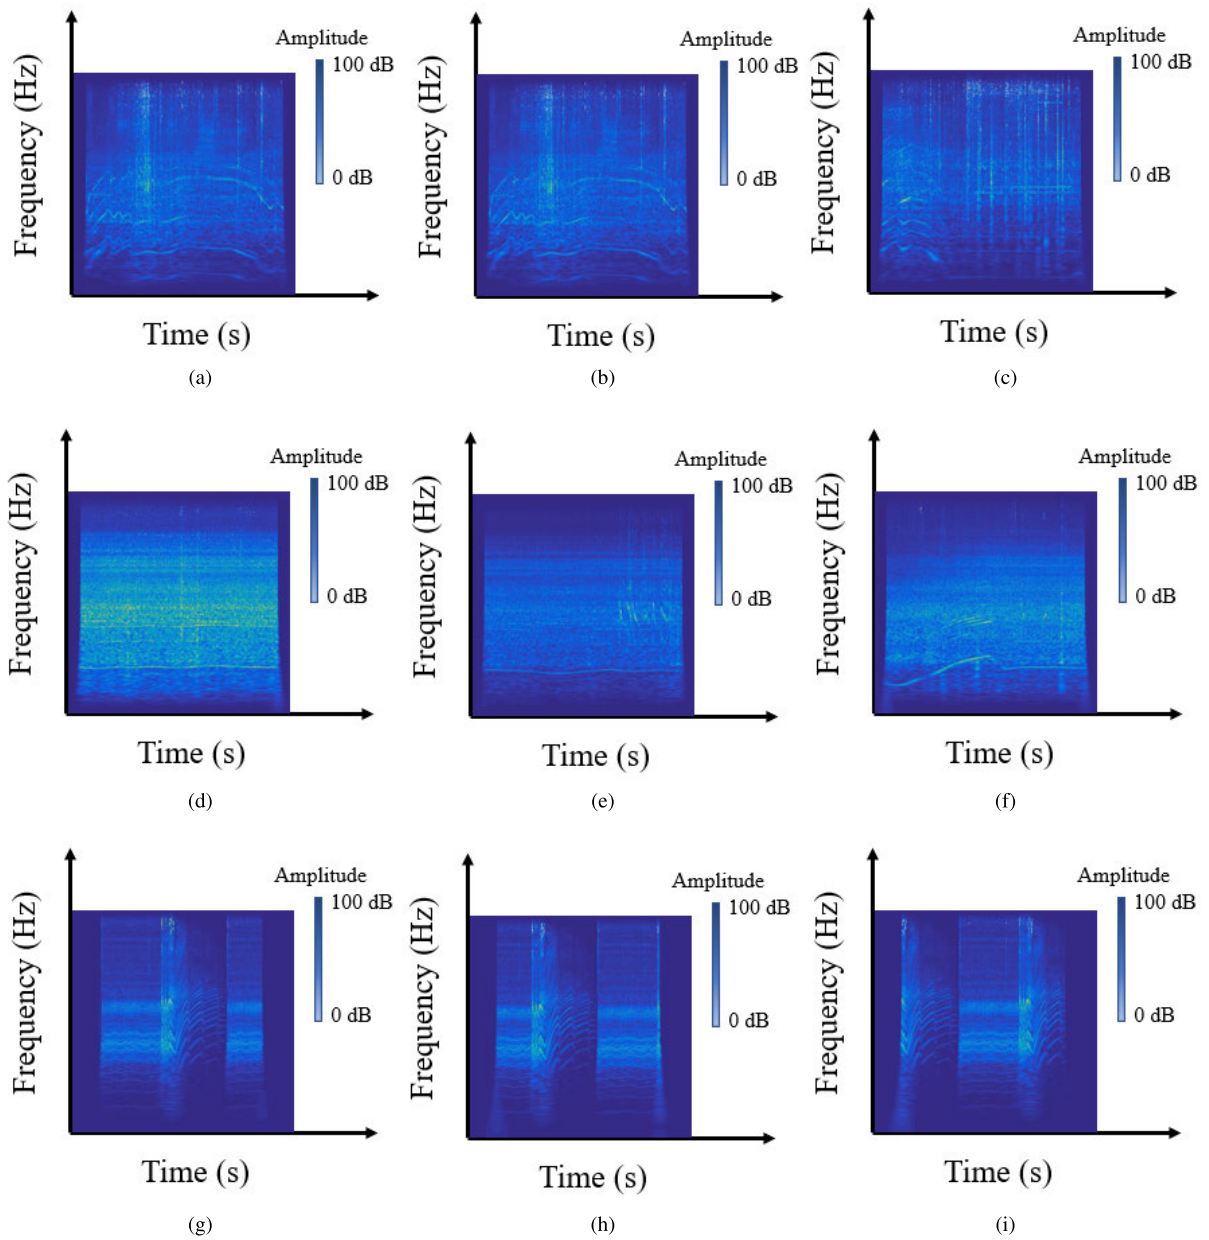 Amplitude
100 dB
0 dB
Frequency (Hz)
Time (s)
(a)
Amplitude
100 dB
0 dB
Frequency (Hz)
Time (s)
(b)
Amplitude
100 dB
0 dB
Frequency (Hz)
Time (s)
(c)
Amplitude
100 dB
0 dB
Frequency (Hz)
Time (s)
(d)
Amplitude
100 dB
0 dB
Frequency (Hz)
Time (s)
(e)
Amplitude
100 dB
0 dB
Frequency (Hz)
Time (s)
(f)
Amplitude
100 dB
0 dB
Frequency (Hz)
Time (s)
(g)
Amplitude
100 dB
0 dB
Frequency (Hz)
Time (s)
(h)
Amplitude
100 dB
0 dB
Frequency (Hz)
Time (s)
(i)